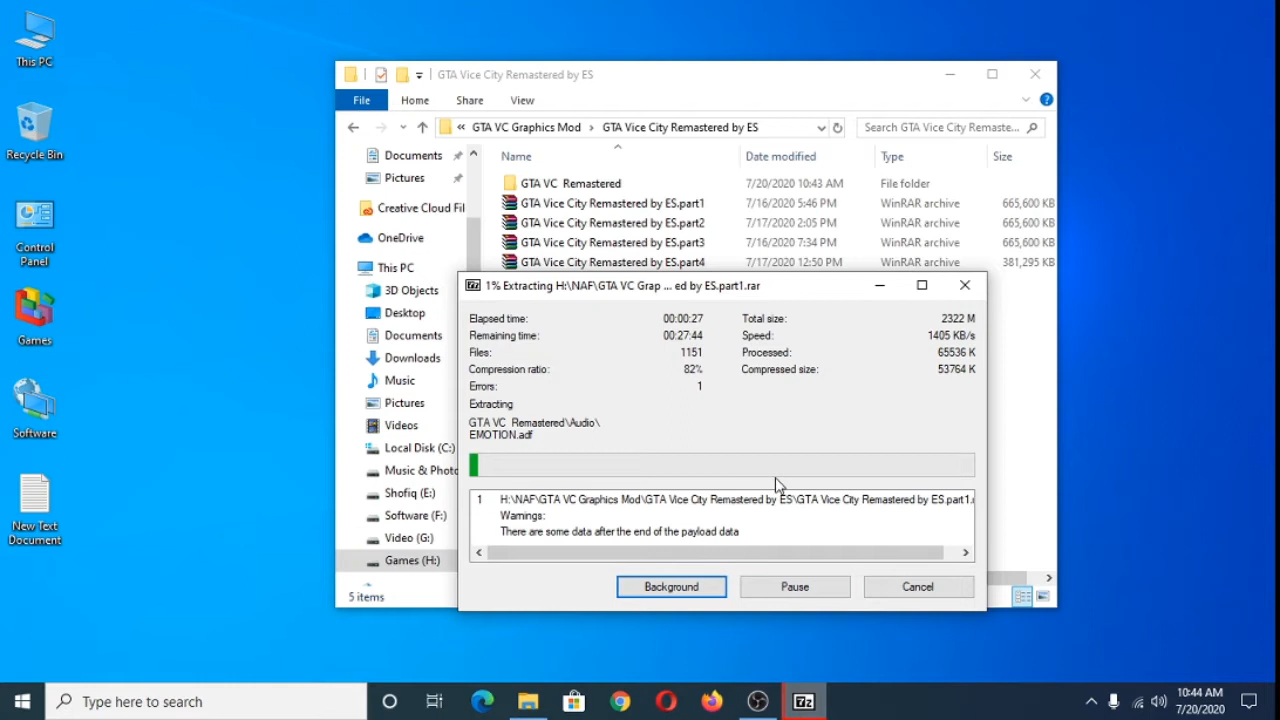 This PC
Recycle Bin
Control
Panel
Games
Software
New Text
Document
GTA Vice City Remastered by ES
File Home Share View
GTA VC Graphics Mod GTA Vice City Remastered by ES
Search GTA Vice City Remaste...
Documents
Pictures
Creative Cloud Fil
OneDrive
This PC
3D Objects
Desktop
Documents
Downloads
Music
Pictures
Videos
Local Disk (C:)
Music & Photo
Shofiq (E:)
Software (F:)
Video (G:)
Games (H:)
Name Date modified Type Size
GTA VC Remastered 7/20/2020 10:43 AM File folder
GTA Vice City Remastered by ES.part1 7/16/2020 5:46 PM WinRAR archive 665,600 KB
GTA Vice City Remastered by ES.part2 7/17/2020 2:05 PM WinRAR archive 665,600 KB
GTA Vice City Remastered by ES.part3 7/16/2020 7:34 PM WinRAR archive 665,600 KB
GTA Vice City Remastered by ES.part4 7/17/2020 12:50 PM WinRAR archive 381,295 KB
5 items
7z 1% Extracting H:\NAF\GTA VC Grap ... ed by ES.part1.rar
Elapsed time: 00:00:27 Total size: 2322 M
Remaining time: 00:27:44 Speed: 1405 KB/s
Files: 1151 Processed: 65536 K
Compression ratio: 82% Compressed size: 53764 K
Errors: 1
Extracting
GTA VC Remastered\Audio\
EMOTION.adf
1 H:\NAF\GTA VC Graphics Mod\GTA Vice City Remastered by ES\GTA Vice City Remastered by ES.part1.
Warnings:
There are some data after the end of the payload data
Background Pause Cancel
Type here to search
7z
10:44 AM
7/20/2020